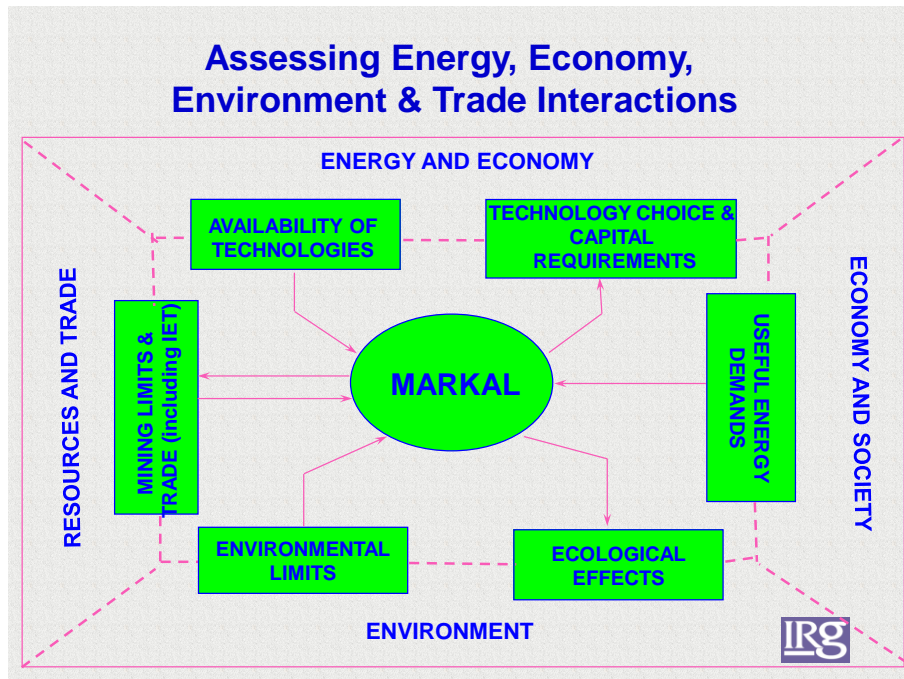 Assessing Energy, Economy,
Environment & Trade Interactions
ENERGY AND ECONOMY
AVAILABILITY OF
TECHNOLOGIES
TECHNOLOGY CHOICE &
CAPITAL
REQUIREMENTS
RESOURCES AND TRADE
MINING LIMITS &
TRADE (including IET)
MARKAL
USEFUL ENERGY
DEMANDS
ECONOMY AND SOCIETY
ENVIRONMENTAL
LIMITS
ECOLOGICAL
EFFECTS
ENVIRONMENT
IRg